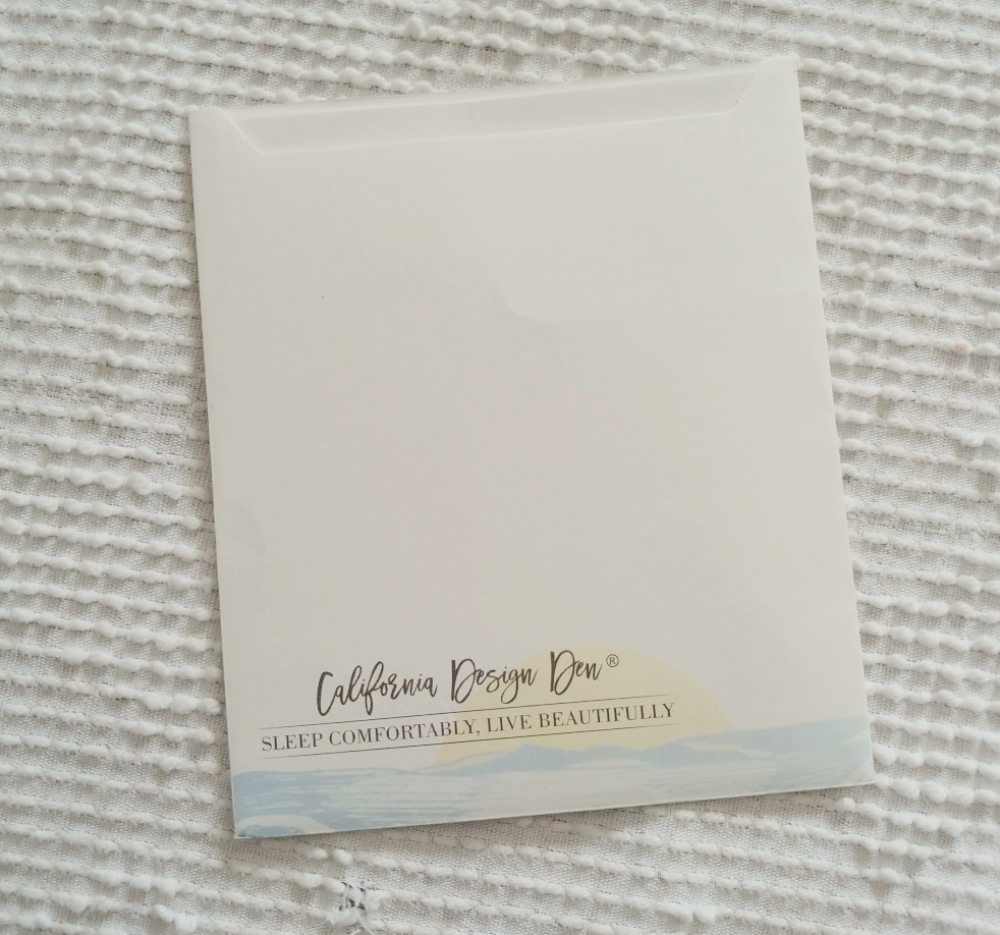 California Design Den®
SLEEP COMFORTABLY, LIVE BEAUTIFULLY